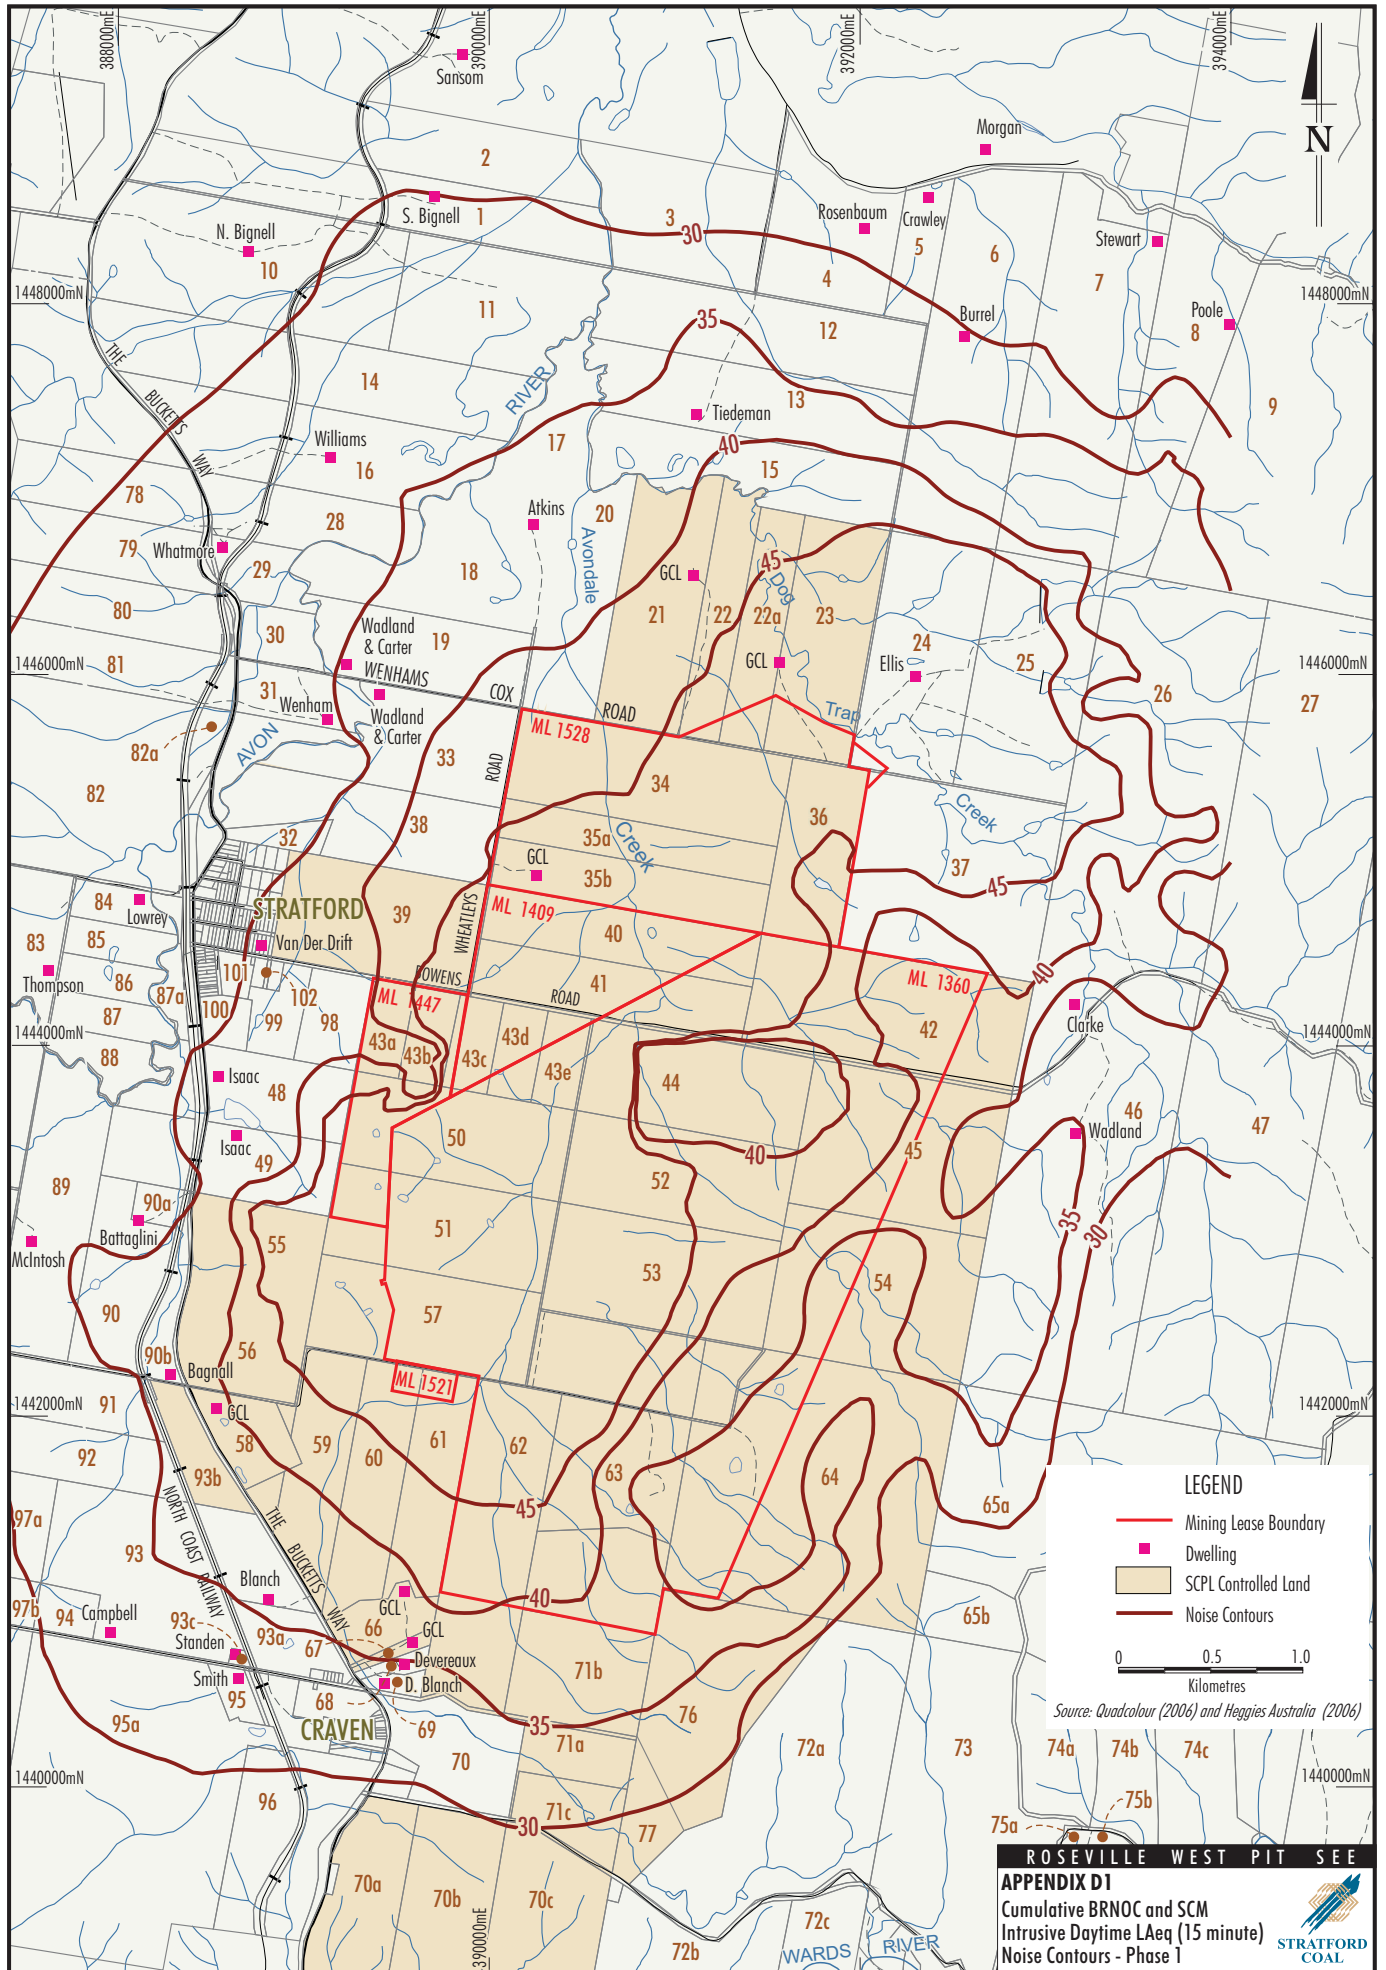 388000mE
390000mE
392000mE
394000mE
Sansom
Morgan
N
2
S. Bignell
1
3
30
Rosenbaum
Crawley
5
6
Stewart
N. Bignell
10
4
7
1448000mN
1448000mN
11
35
12
Burrel
Poole
8
THE
BUCKETTS
WAY
14
RIVER
13
9
Tiedeman
Williams
16
17
40
15
78
28
Atkins
20
79
Whatmore
29
18
Avondale
GCL
45
Dog
80
30
Wadland
& Carter
19
21
22
22a
23
24
1446000mN
81
WENHAMS
COX
ROAD
GCL
Ellis
25
26
1446000mN
27
31
Wenham
Wadland
& Carter
ML 1528
Trap
82a
AVON
33
ROAD
34
82
38
36
Creek
32
35a
Creek
GCL
35b
37
45
84
Lowrey
STRATFORD
39
WHEATLEYS
ML 1409
83
85
Van Der Drift
40
Thompson
86
101
BOWENS
41
ML 1360
40
87a
102
ML 1447
ROAD
87
100
99
98
42
Clarke
1444000mN
88
43a
43b
43c
43d
43e
1444000mN
Isaac
48
44
46
47
Isaac
50
40
45
Wadland
49
89
90a
52
Battaglini
55
51
35
30
McIntosh
53
54
90
57
56
90b
Bagnall
ML 1521
1442000mN
91
GCL
1442000mN
58
59
60
61
62
92
93b
63
64
97a
NORTH COAST RAILWAY
THE
BUCKETTS
WAY
45
65a
93
Blanch
40
97b
94
Campbell
93c
GCL
65b
Standen
93a
67
66
GCL
Smith
Devereaux
71b
95
68
D. Blanch
95a
CRAVEN
69
35
76
71a
72a
73
74a
74b
74c
70
1440000mN
1440000mN
96
71c
30
77
75a
75b
70a
70b
70c
390000mE
72b
72c
WARDS
RIVER
LEGEND
Mining Lease Boundary
Dwelling
SCPL Controlled Land
Noise Contours
0 0.5 1.0
Kilometres
Source: Quadcolour (2006) and Heggies Australia (2006)
ROSEVILLE WEST PIT SEE
APPENDIX D1
Cumulative BRNOC and SCM
Intrusive Daytime LAeq (15 minute)
Noise Contours - Phase 1
STRATFORD
COAL